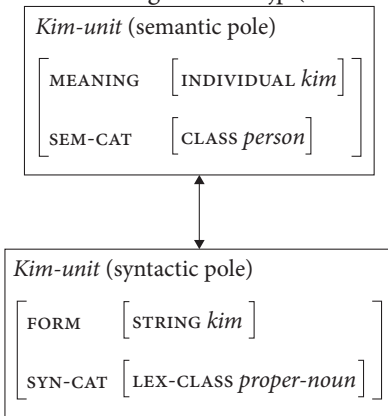 Kim-unit (semantic pole)
MEANING [INDIVIDUAL kim]
SEM-CAT [CLASS person]
Kim-unit (syntactic pole)
FORM [STRING kim]
SYN-CAT [LEX-CLASS proper-noun]